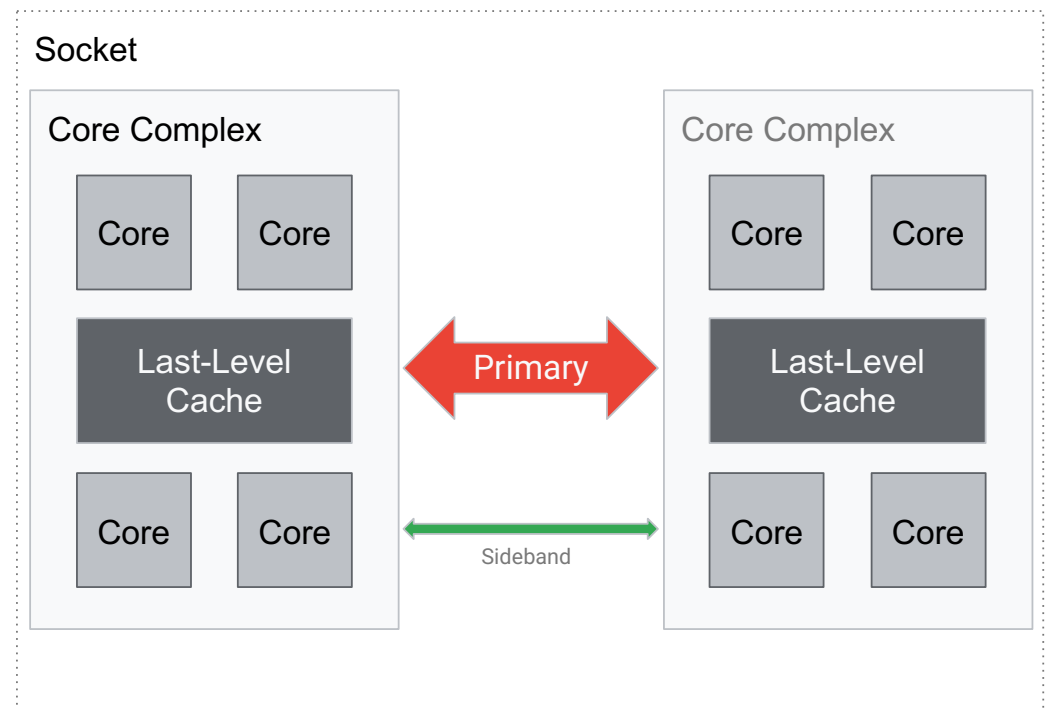 Socket
Core Complex
Core Core
Last-Level
Cache
Core Core
Primary
Sideband
Core Complex
Core Core
Last-Level
Cache
Core Core